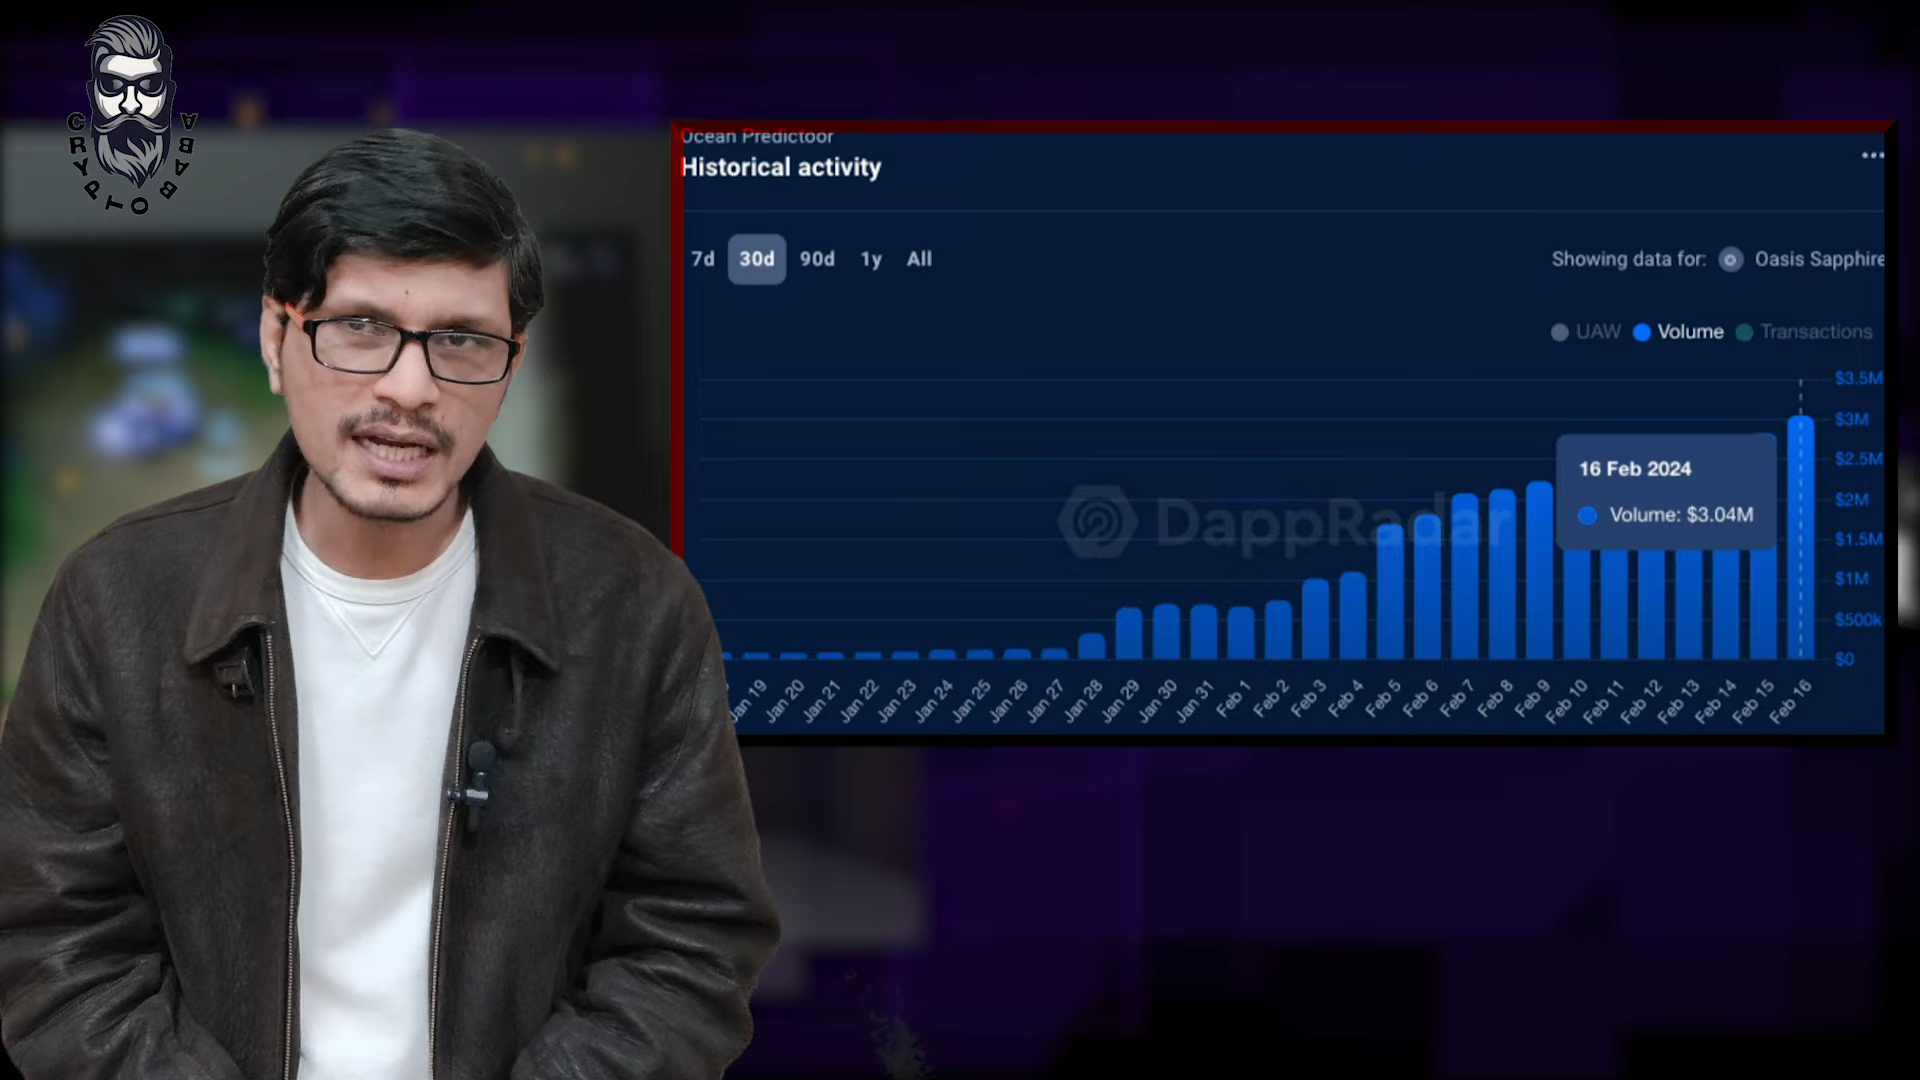 CRYPTO BABA
Ocean Predictoor
Historical activity
7d 30d 90d 1y All
Showing data for: Oasis Sapphire
UAW Volume Transactions
$3.5M
$3M
$2.5M
$2M
$1.5M
$1M
$500k
$0
16 Feb 2024
Volume: $3.04M
DappRadar
Jan 19 Jan 20 Jan 21 Jan 22 Jan 23 Jan 24 Jan 25 Jan 26 Jan 27 Jan 28 Jan 29 Jan 30 Jan 31 Feb 1 Feb 2 Feb 3 Feb 4 Feb 5 Feb 6 Feb 7 Feb 8 Feb 9 Feb 10 Feb 11 Feb 12 Feb 13 Feb 14 Feb 15 Feb 16